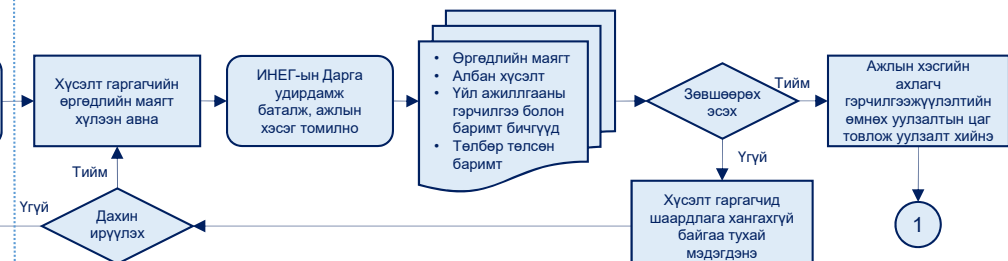 Хүсэлт гаргагчийн
өргөдлийн маягт
хүлээн авна
ИНЕГ-ын Дарга
удирдамж
баталж, ажлын
хэсэг томилно
• Өргөдлийн маягт
• Албан хүсэлт
• Үйл ажиллгааны
гэрчилгээ болон
баримт бичгүүд
• Төлбөр төлсөн
баримт
Зөвшөөрөх
эсэх
Тийм
Ажлын хэсгийн
ахлагч
гэрчилгээжүүлэлтийн
өмнөх уулзалтын цаг
товлож уулзалт хийнэ
Үгүй
Тийм
Үгүй
Дахин
ирүүлэх
Хүсэлт гаргагчид
шаардлага хангахгүй
байгаа тухай
мэдэгдэнэ
1